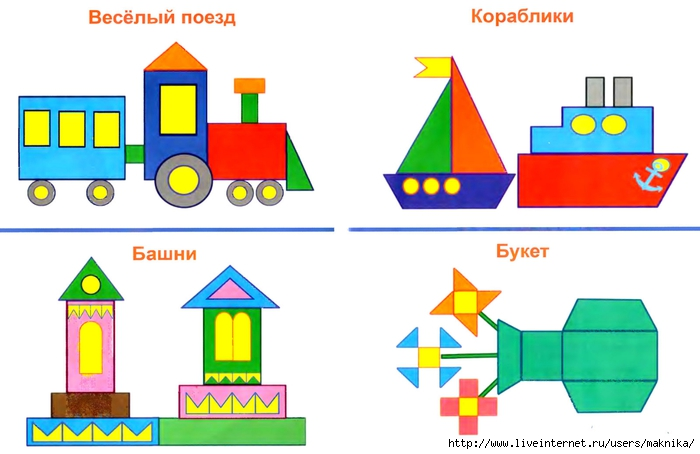 Весёлый поезд
Кораблики
Башни
Букет
http://www.liveinternet.ru/users/maknika/